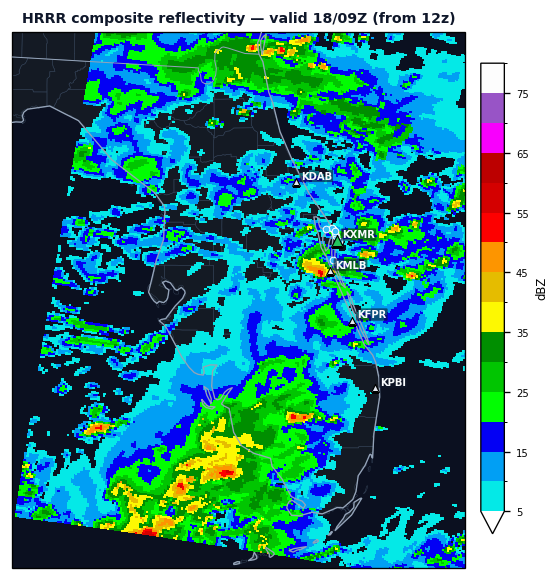 HRRR composite reflectivity — valid 18/09Z (from 12z)
KDAB
KXMR
KMLB
KFPR
KPBI
75
65
55
45
35
25
15
5
dBZ